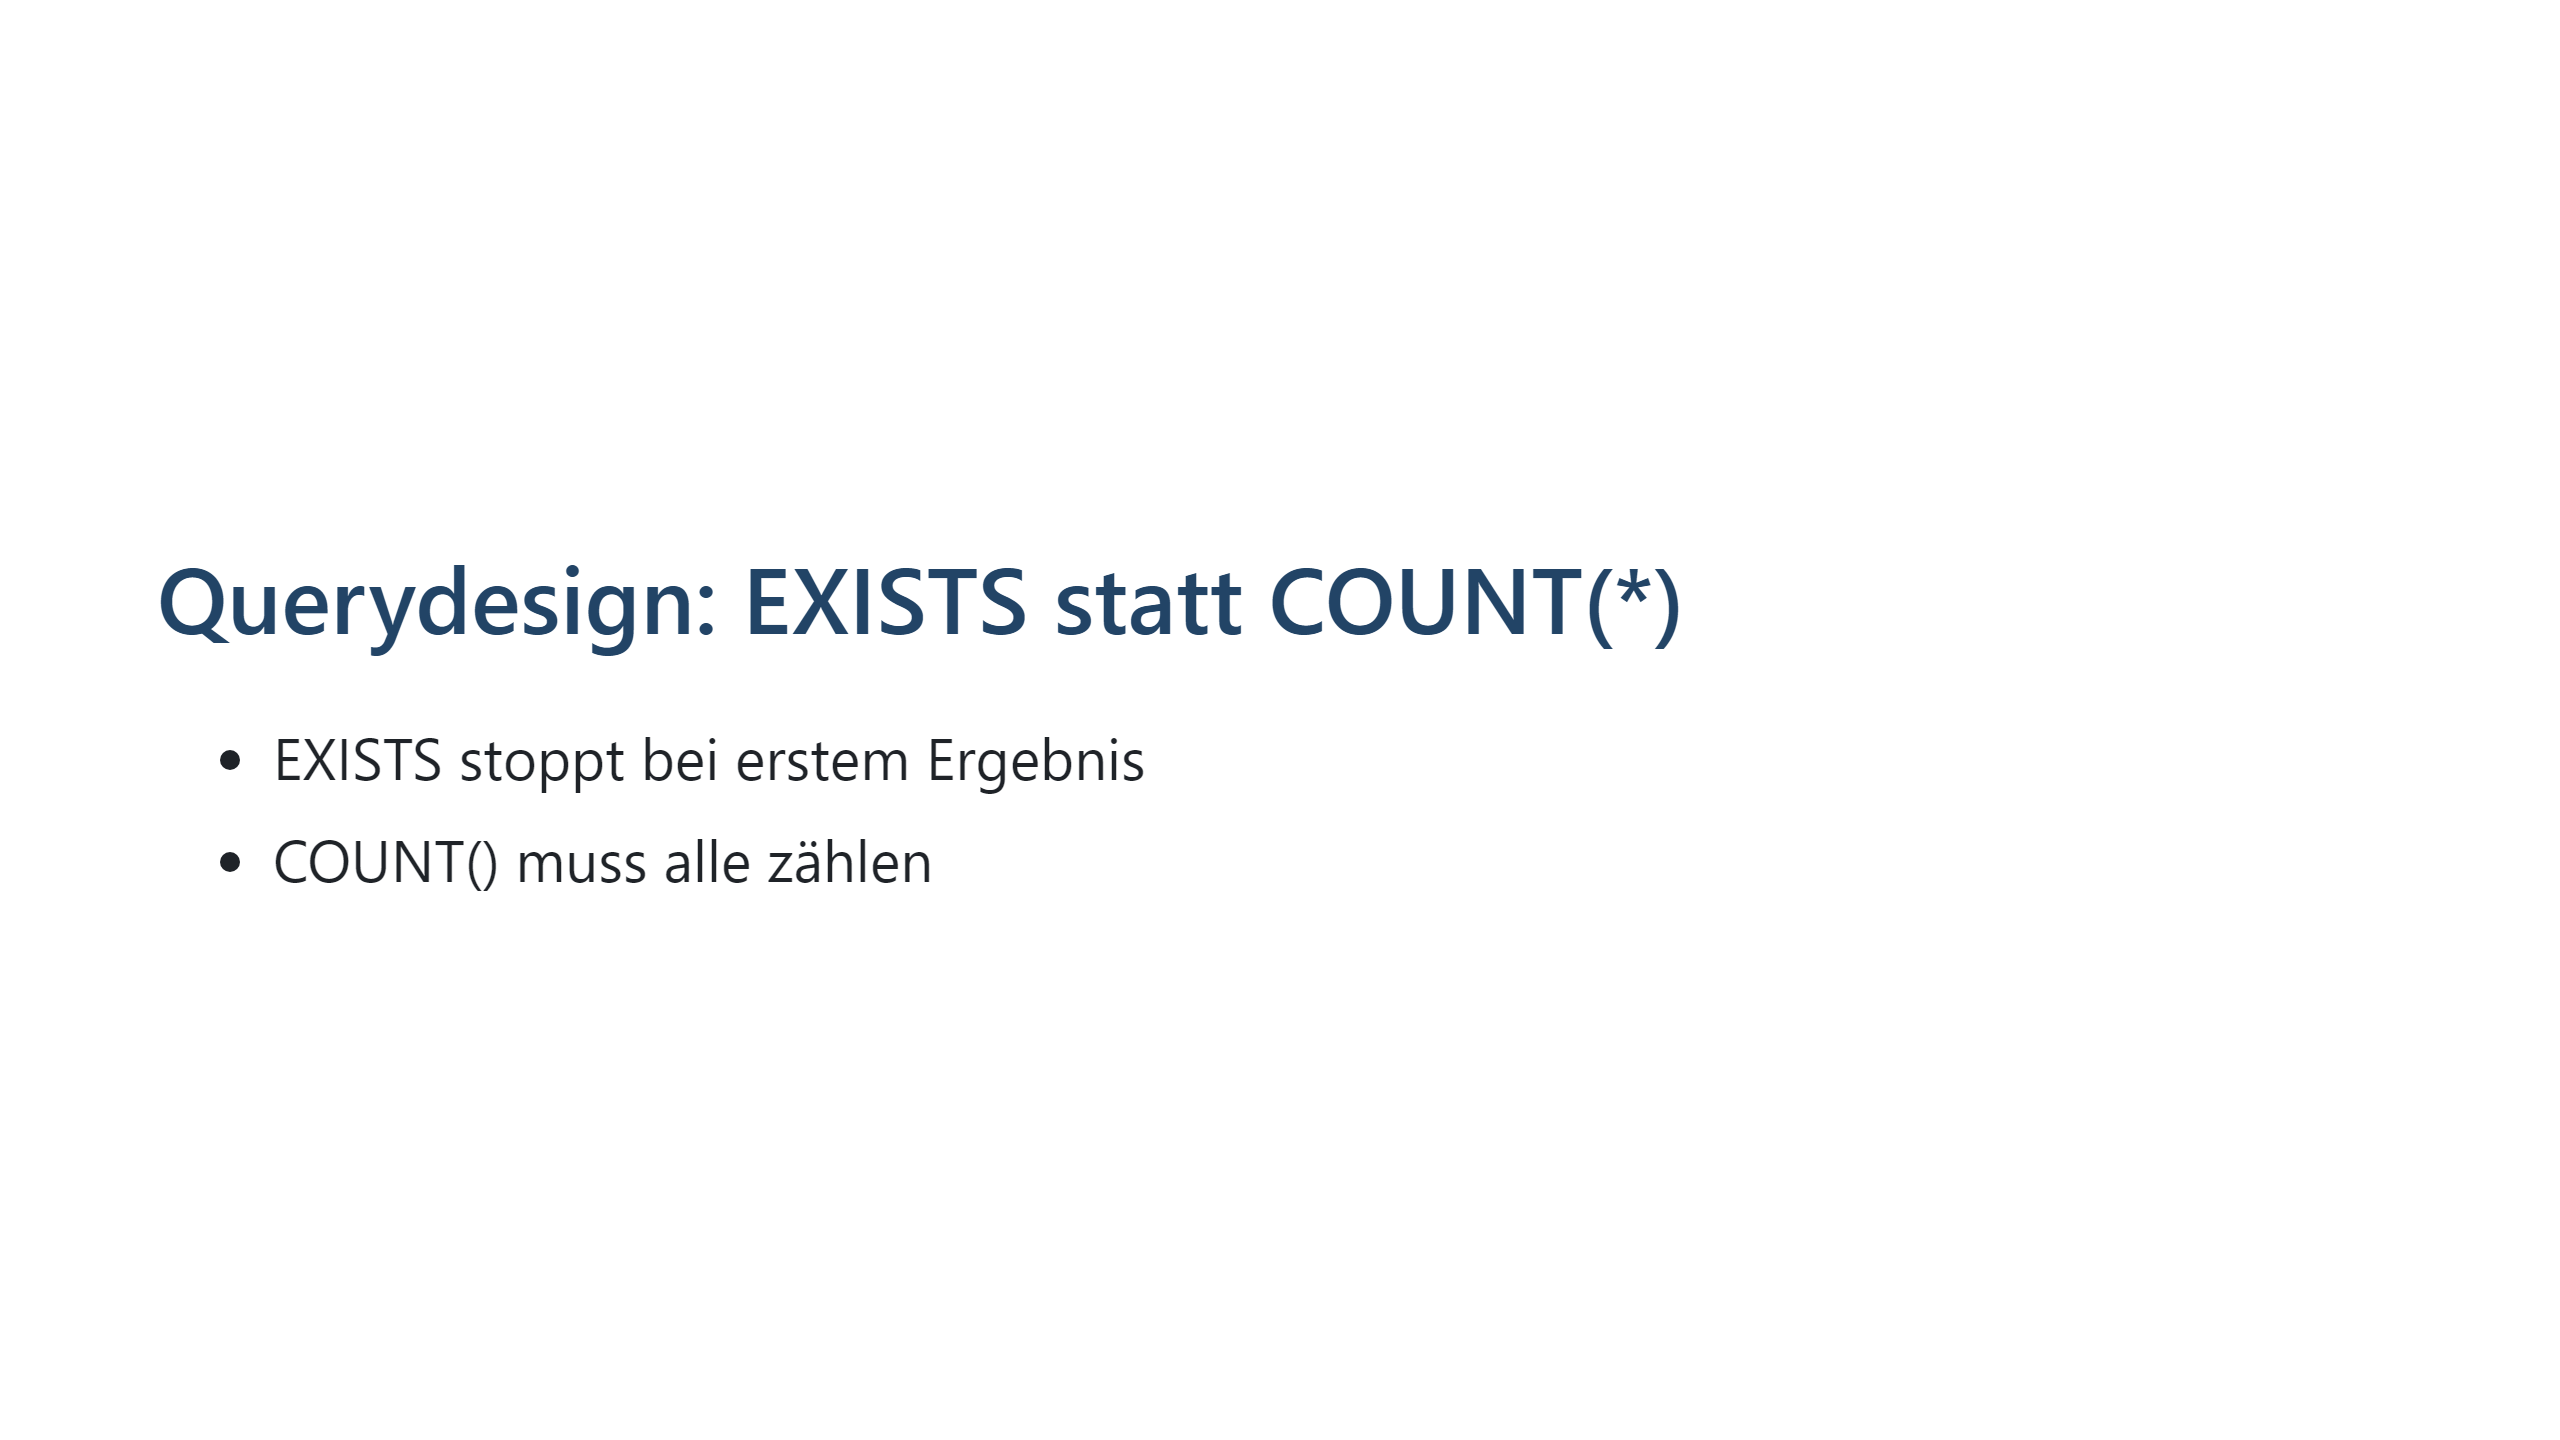 Querydesign: EXISTS statt COUNT(*)
• EXISTS stoppt bei erstem Ergebnis
• COUNT() muss alle zählen